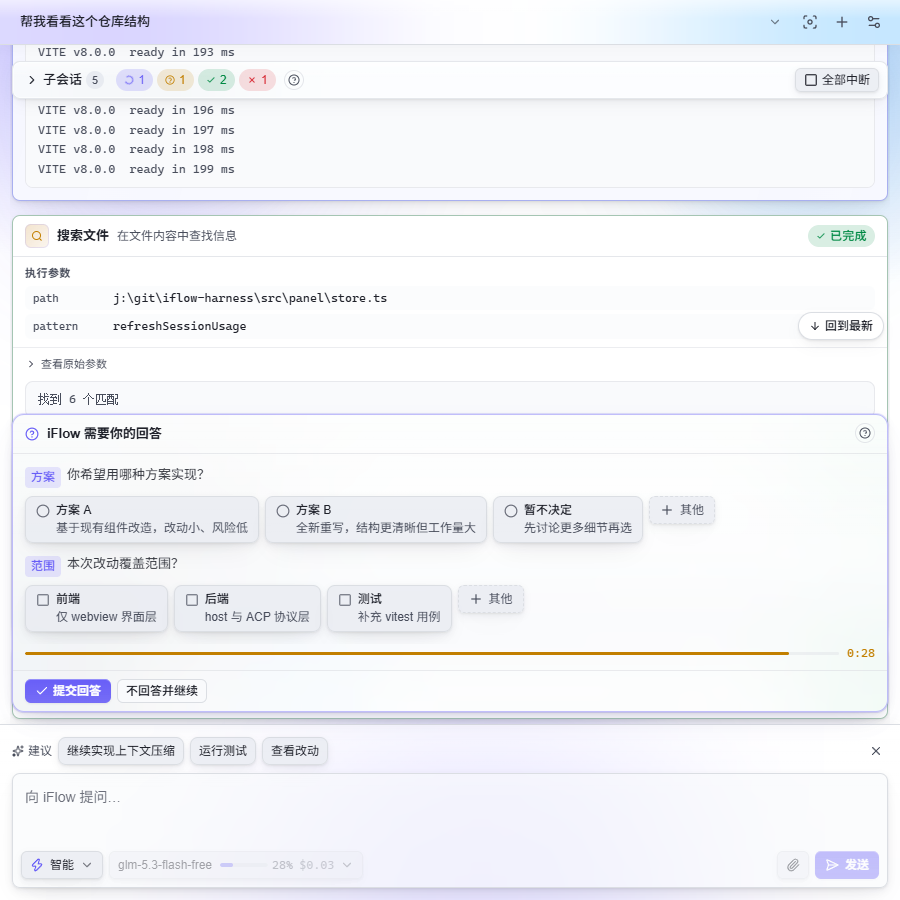 帮我看看这个仓库结构
VITE v8.0.0  ready in 193 ms
子会话 5 1 1 2 1 全部中断
VITE v8.0.0  ready in 196 ms
VITE v8.0.0  ready in 197 ms
VITE v8.0.0  ready in 198 ms
VITE v8.0.0  ready in 199 ms
搜索文件 在文件内容中查找信息 已完成
执行参数
path j:\git\iflow-harness\src\panel\store.ts
pattern refreshSessionUsage
回到最新
查看原始参数
找到 6 个匹配
iFlow 需要你的回答
方案 你希望用哪种方案实现?
方案 A
基于现有组件改造，改动小、风险低
方案 B
全新重写，结构更清晰但工作量大
暂不决定
先讨论更多细节再选
其他
范围 本次改动覆盖范围?
前端
仅 webview 界面层
后端
host 与 ACP 协议层
测试
补充 vitest 用例
其他
0:28
提交回答 不回答并继续
建议 继续实现上下文压缩 运行测试 查看改动
向 iFlow 提问…
智能 glm-5.3-flash-free 28% $0.03 发送